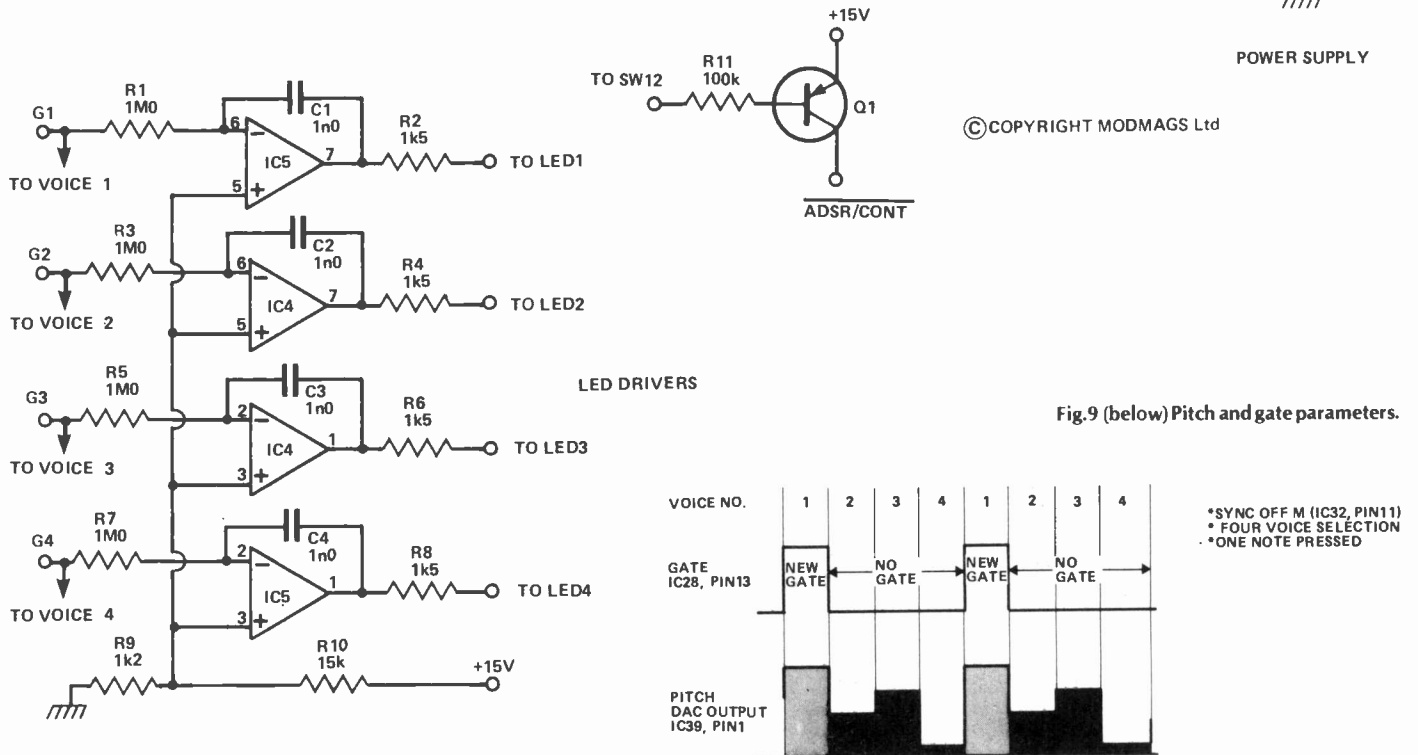 +15V
POWER SUPPLY
R11
100k
TO SW12
Q1
ADSR/CONT
©COPYRIGHT MODMAGS Ltd
G1
R1
1M0
C1
1n0
6
−
IC5
7
5
+
R2
1k5
TO LED1
TO VOICE 1
G2
R3
1M0
C2
1n0
6
−
IC4
7
5
+
R4
1k5
TO LED2
TO VOICE 2
G3
R5
1M0
C3
1n0
2
−
IC4
1
3
+
R6
1k5
TO LED3
TO VOICE 3
G4
R7
1M0
C4
1n0
2
−
IC5
1
3
+
R8
1k5
TO LED4
TO VOICE 4
R9
1k2
R10
15k
+15V
LED DRIVERS
Fig.9 (below) Pitch and gate parameters.
VOICE NO. 1 2 3 4 1 2 3 4
GATE
IC28, PIN13
NEW
GATE
NO
GATE
NEW
GATE
NO
GATE
PITCH
DAC OUTPUT
IC39, PIN1
*SYNC OFF M (IC32, PIN11)
* FOUR VOICE SELECTION
*ONE NOTE PRESSED